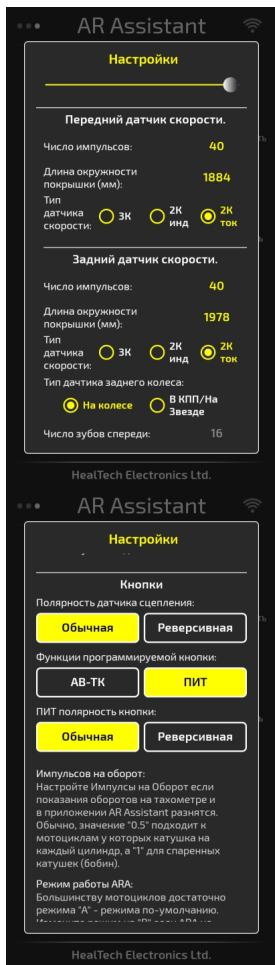 AR Assistant
Настройки
Передний датчик скорости.
Число импульсов: 40
Длина окружности
покрышки (мм): 1884
Тип
датчика
скорости:
3К
2К
инд
2К
ток
Задний датчик скорости.
Число импульсов: 40
Длина окружности
покрышки (мм): 1978
Тип
датчика
скорости:
3К
2К
инд
2К
ток
Тип дачтика заднего колеса:
На колесе
В КПП/На
Звезде
Число зубов спереди: 16
HealTech Electronics Ltd.
AR Assistant
Настройки
Кнопки
Полярность датчика сцепления:
Обычная Реверсивная
Функции программируемой кнопки:
АВ-ТК ПИТ
ПИТ полярность кнопки:
Обычная Реверсивная
Импульсов на оборот:
Настройте Импулсы на Оборот если
показания оборотов на тахометре и
в приложении AR Assistant разнятся.
Обычно, значение "0.5" подходит к
мотоциклам у которых катушка на
каждый цилиндр, а "1" для спаренных
катушек (бобин).
Режим работы ARA:
Большинству мотоциклов достаточно
режима "А" - режима по-умолчанию.
HealTech Electronics Ltd.